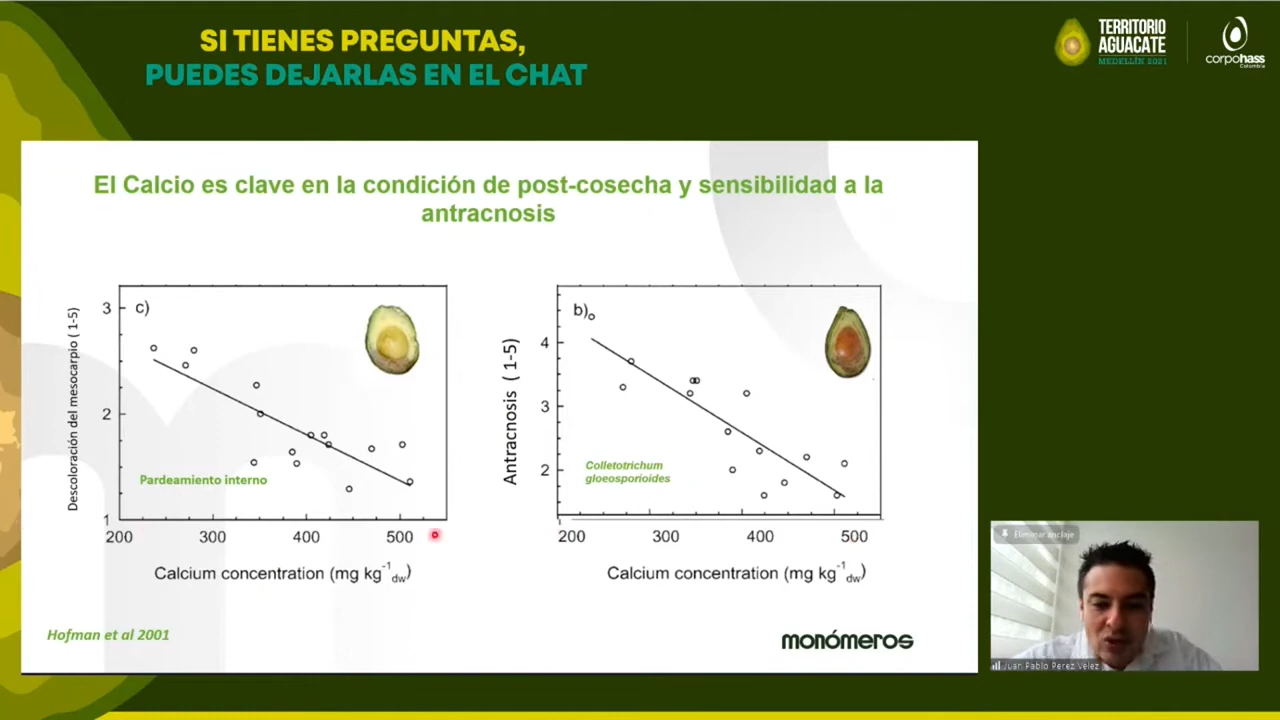 SI TIENES PREGUNTAS,
PUEDES DEJARLAS EN EL CHAT
TERRITORIO
AGUACATE
MEDELLÍN 2021
corpohass
Colombia
El Calcio es clave en la condición de post-cosecha y sensibilidad a la
antracnosis
Descoloración del mesocarpio ( 1-5)
c)
3
2
1
Pardeamiento interno
200 300 400 500
Calcium concentration (mg kg⁻¹dw)
Antracnosis ( 1-5)
b)
4
3
2
Colletotrichum
gloeosporioides
200 300 400 500
Calcium concentration (mg kg⁻¹dw)
Hofman et al 2001
monómeros
Eliminar anclaje
Juan Pablo Perez Velez